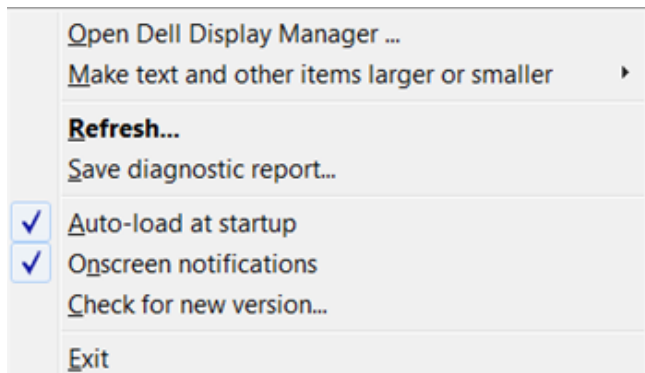 Open Dell Display Manager ...
Make text and other items larger or smaller
Refresh...
Save diagnostic report...
Auto-load at startup
Onscreen notifications
Check for new version...
Exit